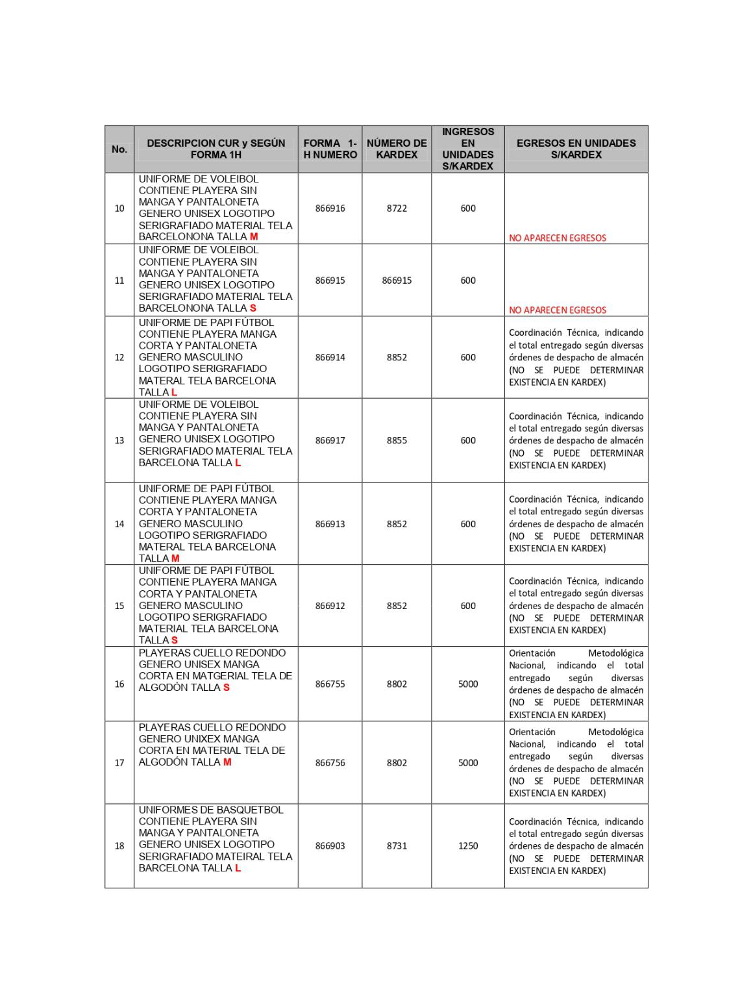 No.
DESCRIPCION CUR y SEGÚN
FORMA 1H
FORMA 1-
H NUMERO
NÚMERO DE
KARDEX
INGRESOS
EN
UNIDADES
S/KARDEX
EGRESOS EN UNIDADES
S/KARDEX
10
UNIFORME DE VOLEIBOL
CONTIENE PLAYERA SIN
MANGA Y PANTALONETA
GENERO UNISEX LOGOTIPO
SERIGRAFIADO MATERIAL TELA
BARCELONONA TALLA M
866916
8722
600
NO APARECEN EGRESOS
11
UNIFORME DE VOLEIBOL
CONTIENE PLAYERA SIN
MANGA Y PANTALONETA
GENERO UNISEX LOGOTIPO
SERIGRAFIADO MATERIAL TELA
BARCELONONA TALLA S
866915
866915
600
NO APARECEN EGRESOS
12
UNIFORME DE PAPI FÚTBOL
CONTIENE PLAYERA MANGA
CORTA Y PANTALONETA
GENERO MASCULINO
LOGOTIPO SERIGRAFIADO
MATERAL TELA BARCELONA
TALLA L
866914
8852
600
Coordinación Técnica, indicando
el total entregado según diversas
órdenes de despacho de almacén
(NO SE PUEDE DETERMINAR
EXISTENCIA EN KARDEX)
13
UNIFORME DE VOLEIBOL
CONTIENE PLAYERA SIN
MANGA Y PANTALONETA
GENERO UNISEX LOGOTIPO
SERIGRAFIADO MATERIAL TELA
BARCELONA TALLA L
866917
8855
600
Coordinación Técnica, indicando
el total entregado según diversas
órdenes de despacho de almacén
(NO SE PUEDE DETERMINAR
EXISTENCIA EN KARDEX)
14
UNIFORME DE PAPI FÚTBOL
CONTIENE PLAYERA MANGA
CORTA Y PANTALONETA
GENERO MASCULINO
LOGOTIPO SERIGRAFIADO
MATERAL TELA BARCELONA
TALLA M
866913
8852
600
Coordinación Técnica, indicando
el total entregado según diversas
órdenes de despacho de almacén
(NO SE PUEDE DETERMINAR
EXISTENCIA EN KARDEX)
15
UNIFORME DE PAPI FÚTBOL
CONTIENE PLAYERA MANGA
CORTA Y PANTALONETA
GENERO MASCULINO
LOGOTIPO SERIGRAFIADO
MATERIAL TELA BARCELONA
TALLA S
866912
8852
600
Coordinación Técnica, indicando
el total entregado según diversas
órdenes de despacho de almacén
(NO SE PUEDE DETERMINAR
EXISTENCIA EN KARDEX)
16
PLAYERAS CUELLO REDONDO
GENERO UNISEX MANGA
CORTA EN MATGERIAL TELA DE
ALGODÓN TALLA S
866755
8802
5000
Orientación Metodológica
Nacional, indicando el total
entregado según diversas
órdenes de despacho de almacén
(NO SE PUEDE DETERMINAR
EXISTENCIA EN KARDEX)
17
PLAYERAS CUELLO REDONDO
GENERO UNIXEX MANGA
CORTA EN MATERIAL TELA DE
ALGODÓN TALLA M
866756
8802
5000
Orientación Metodológica
Nacional, indicando el total
entregado según diversas
órdenes de despacho de almacén
(NO SE PUEDE DETERMINAR
EXISTENCIA EN KARDEX)
18
UNIFORMES DE BASQUETBOL
CONTIENE PLAYERA SIN
MANGA Y PANTALONETA
GENERO UNISEX LOGOTIPO
SERIGRAFIADO MATEIRAL TELA
BARCELONA TALLA L
866903
8731
1250
Coordinación Técnica, indicando
el total entregado según diversas
órdenes de despacho de almacén
(NO SE PUEDE DETERMINAR
EXISTENCIA EN KARDEX)